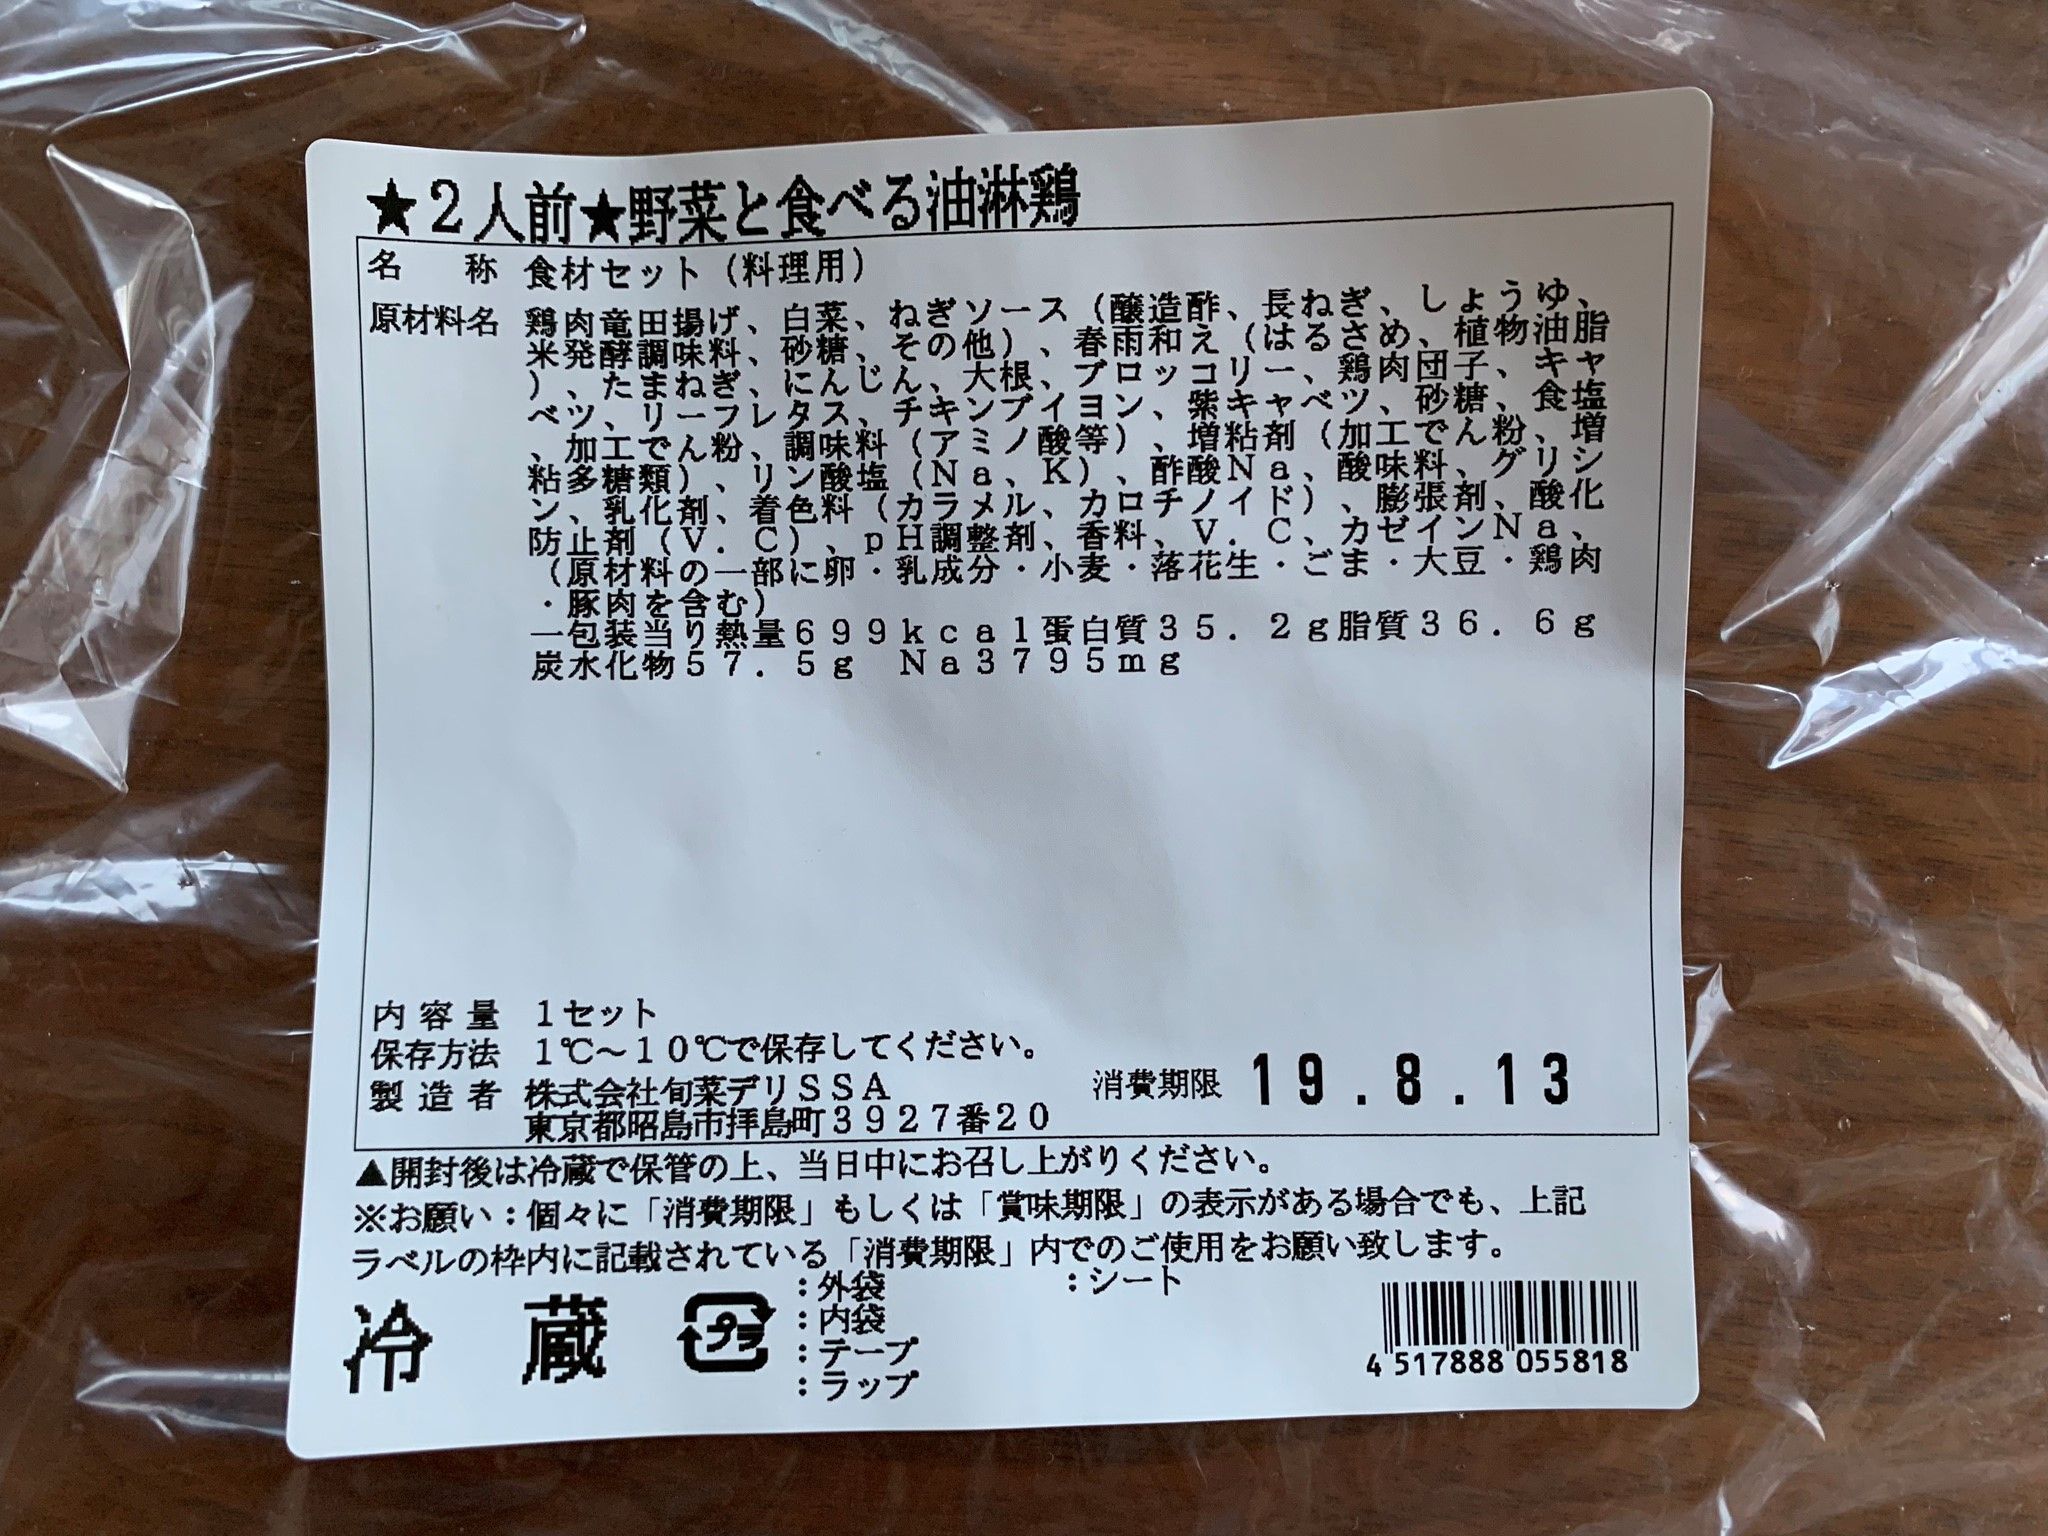 ★2人前★野菜と食べる油淋鶏
名　称 食材セット（料理用）
原材料名 鶏肉竜田揚げ、白菜、ねぎソース（醸造酢、長ねぎ、しょうゆ、
米発酵調味料、砂糖、その他）、春雨和え（はるさめ、植物油脂
）、たまねぎ、にんじん、大根、ブロッコリー、鶏肉団子、キャ
ベツ、リーフレタス、チキンブイヨン、紫キャベツ、砂糖、食塩
、加工でん粉、調味料（アミノ酸等）、増粘剤（加工でん粉、増
粘多糖類）、リン酸塩（Na、K）、酢酸Na、酸味料、グリシ
ン、乳化剤、着色料（カラメル、カロチノイド）、膨張剤、酸化
防止剤（V．C）、pH調整剤、香料、V．C、カゼインNa、
（原材料の一部に卵・乳成分・小麦・落花生・ごま・大豆・鶏肉
・豚肉を含む）
一包装当り熱量699kcal蛋白質35．2g脂質36．6g
炭水化物57．5g　Na3795mg
内容量 1セット
保存方法 1℃～10℃で保存してください。
製造者 株式会社旬菜デリSSA 消費期限 19.8.13
東京都昭島市拝島町3927番20
▲開封後は冷蔵で保管の上、当日中にお召し上がりください。
※お願い：個々に「消費期限」もしくは「賞味期限」の表示がある場合でも、上記
ラベルの枠内に記載されている「消費期限」内でのご使用をお願い致します。
冷　蔵 プラ ：外袋 ：シート
：内袋
：テープ
：ラップ
4 517888 055818